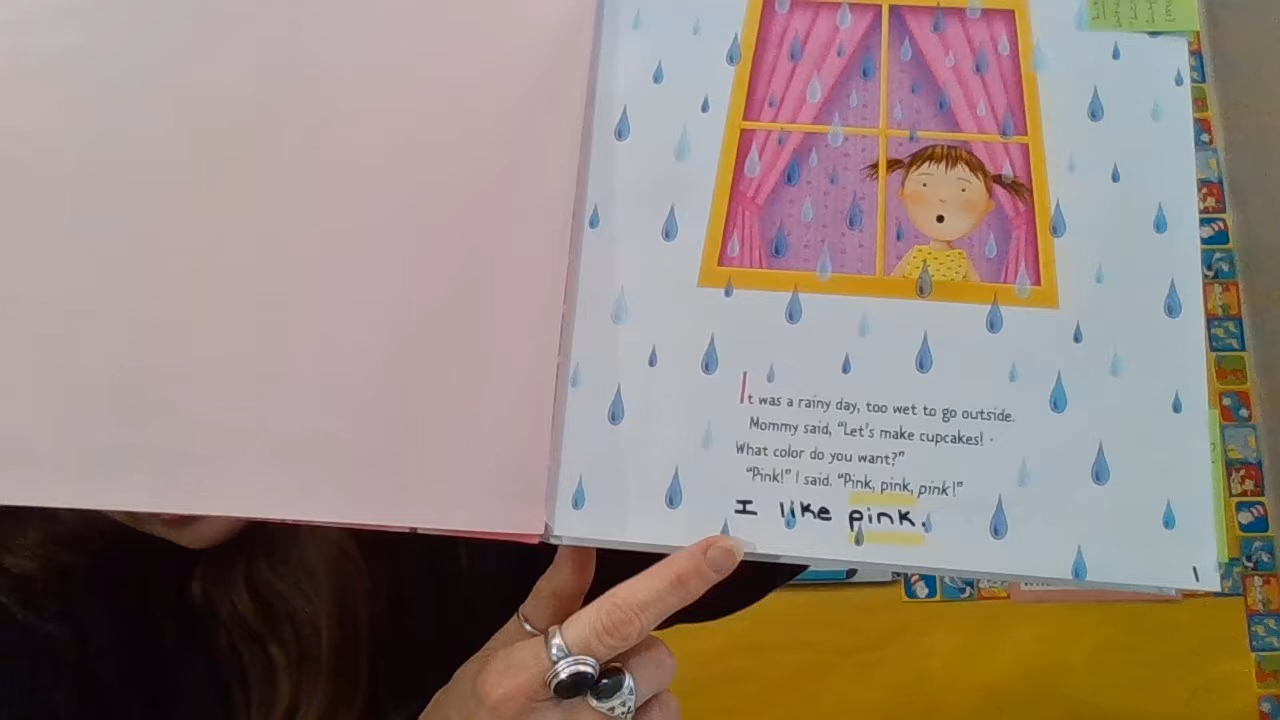 It was a rainy day, too wet to go outside.
Mommy said, “Let's make cupcakes!
What color do you want?”
“Pink!” I said. “Pink, pink, pink!”
I like pink.
1